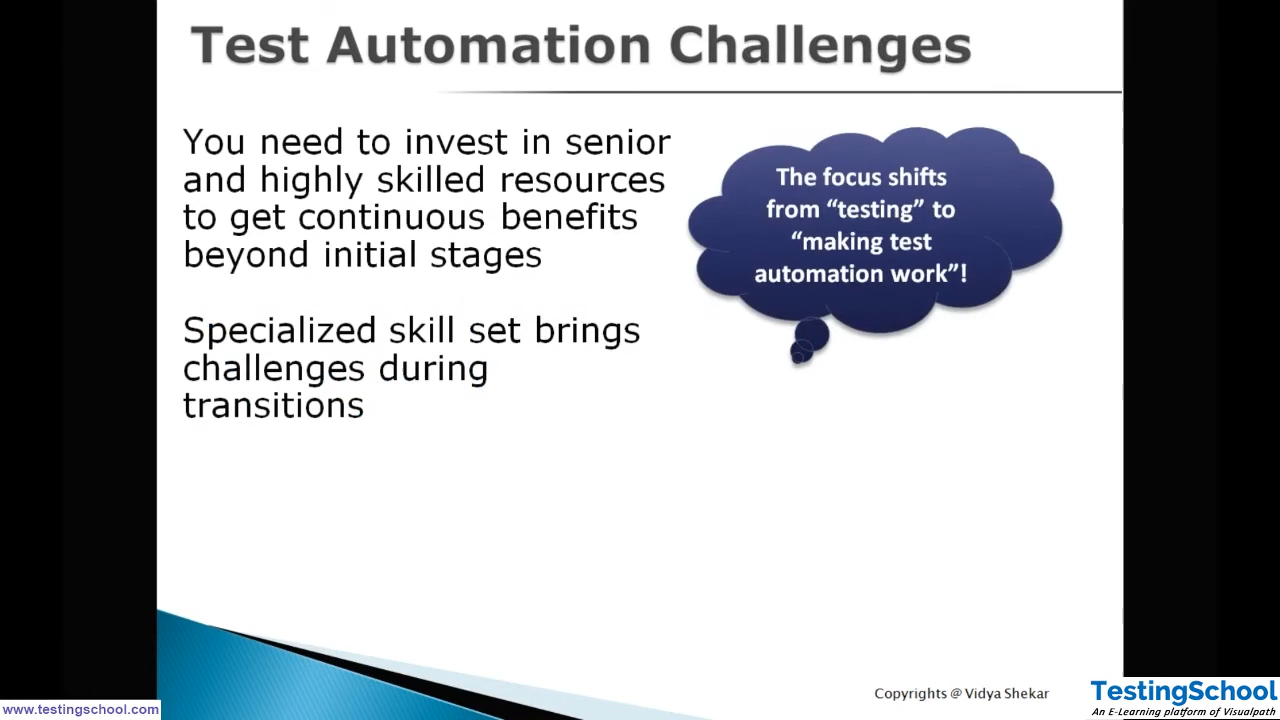 Test Automation Challenges
You need to invest in senior
and highly skilled resources
to get continuous benefits
beyond initial stages
Specialized skill set brings
challenges during
transitions
The focus shifts
from “testing” to
“making test
automation work”!
Copyrights @ Vidya Shekar
www.testingschool.com
TestingSchool
An E-Learning platform of Visualpath